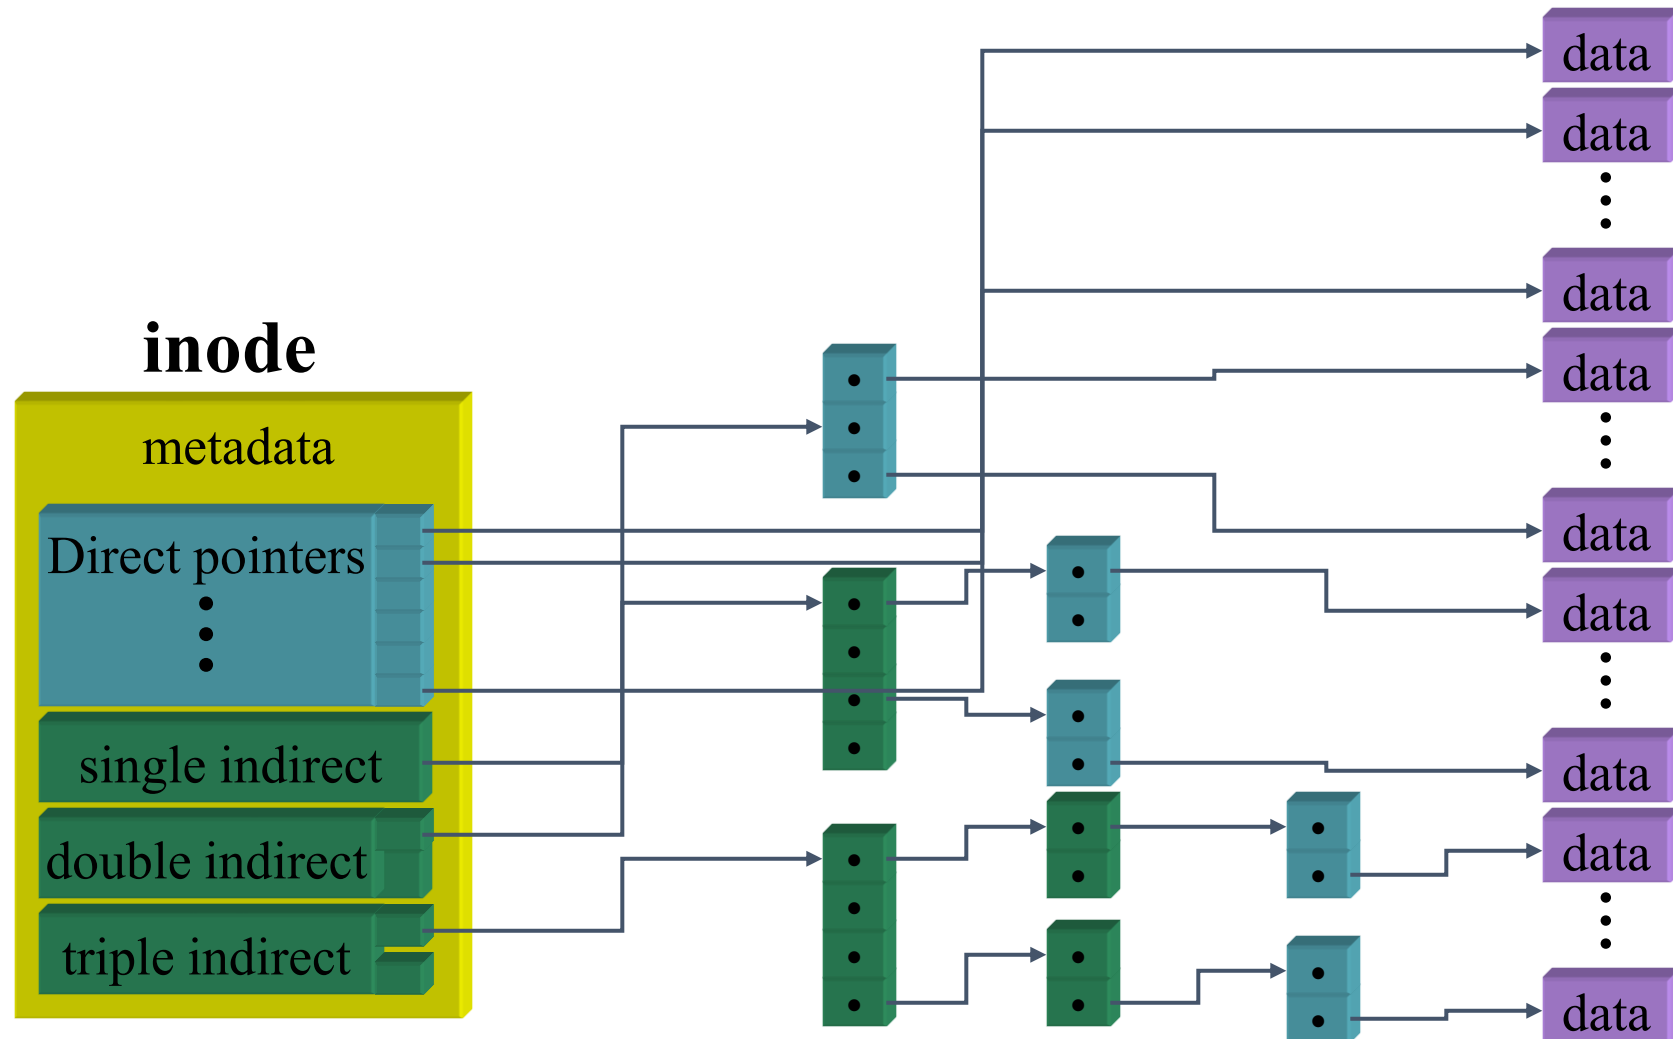 inode
metadata
Direct pointers
single indirect
double indirect
triple indirect
data
data
data
data
data
data
data
data
data